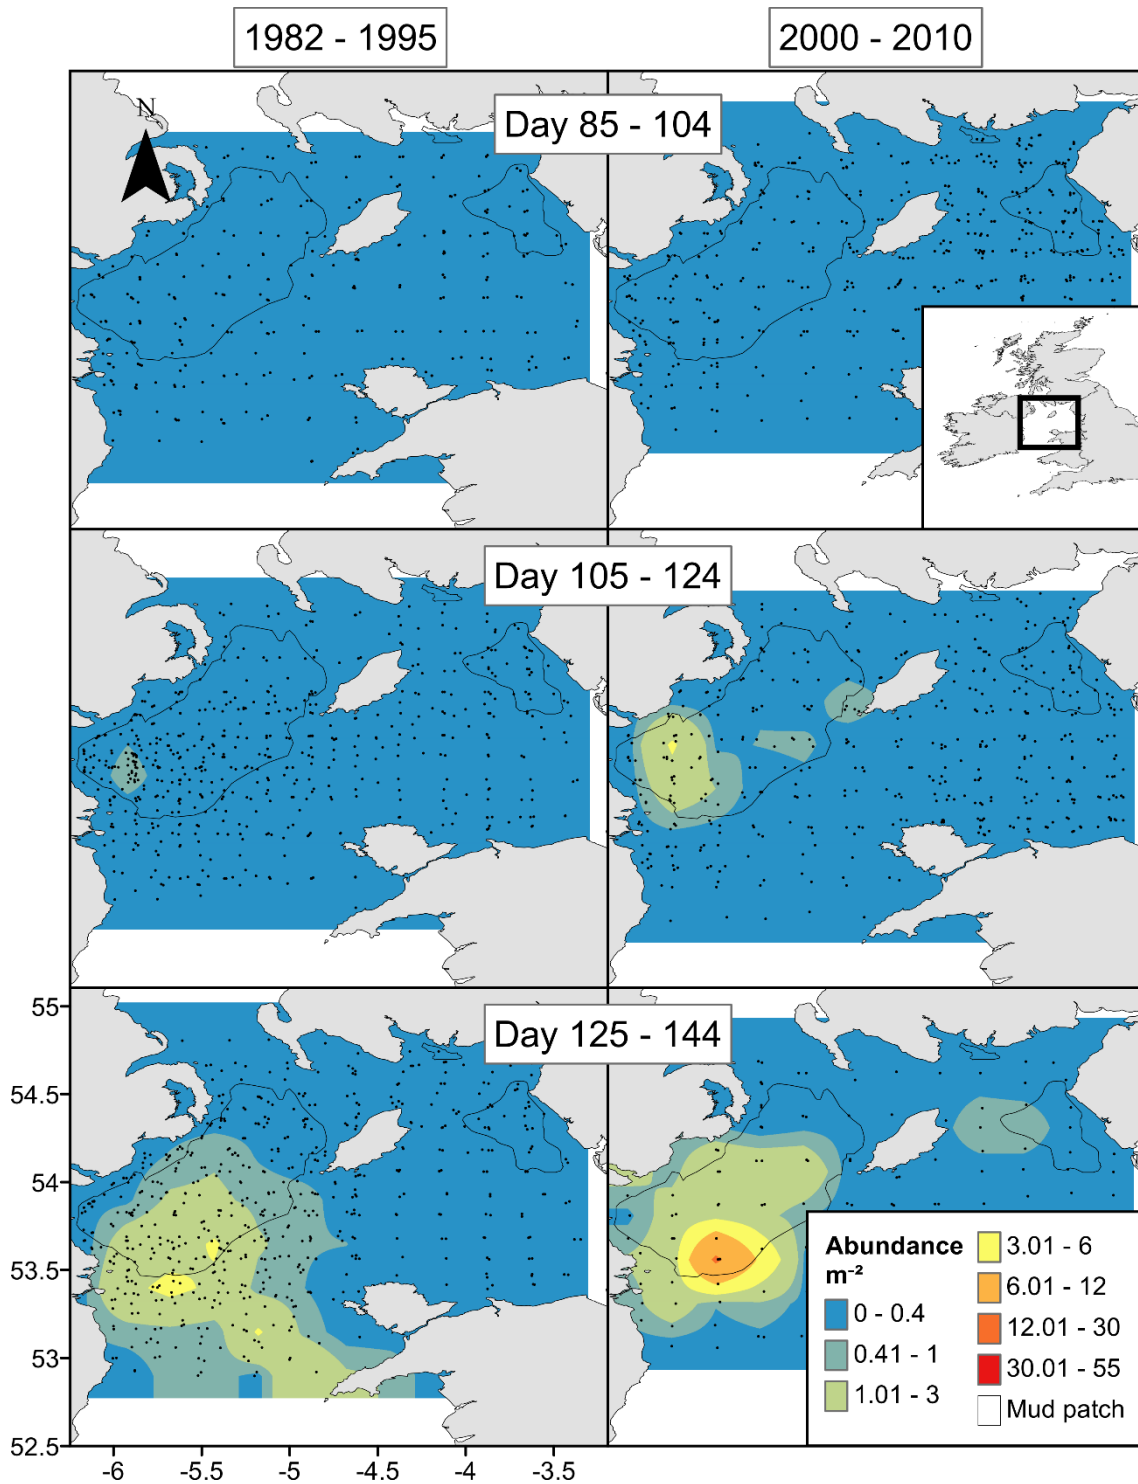 1982 - 1995
2000 - 2010
N
Day 85 - 104
Day 105 - 124
Day 125 - 144
55
54.5
54
53.5
53
52.5
-6
-5.5
-5
-4.5
-4
-3.5
Abundance
m⁻²
0 - 0.4
0.41 - 1
1.01 - 3
3.01 - 6
6.01 - 12
12.01 - 30
30.01 - 55
Mud patch